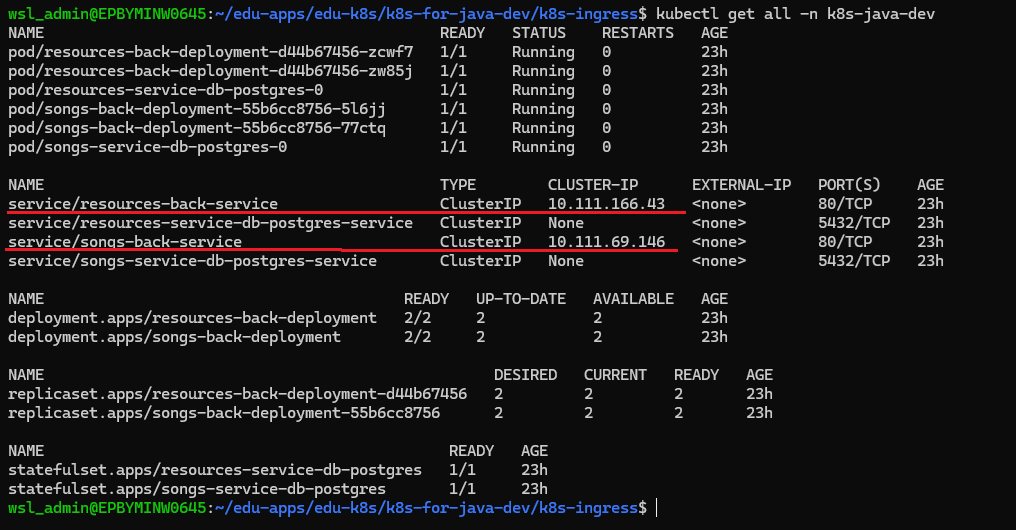 wsl_admin@EPBYMINW0645:~/edu-apps/edu-k8s/k8s-for-java-dev/k8s-ingress$ kubectl get all -n k8s-java-dev
NAME READY STATUS RESTARTS AGE
pod/resources-back-deployment-d44b67456-zcwf7 1/1 Running 0 23h
pod/resources-back-deployment-d44b67456-zw85j 1/1 Running 0 23h
pod/resources-service-db-postgres-0 1/1 Running 0 23h
pod/songs-back-deployment-55b6cc8756-5l6jj 1/1 Running 0 23h
pod/songs-back-deployment-55b6cc8756-77ctq 1/1 Running 0 23h
pod/songs-service-db-postgres-0 1/1 Running 0 23h
NAME TYPE CLUSTER-IP EXTERNAL-IP PORT(S) AGE
service/resources-back-service ClusterIP 10.111.166.43 <none> 80/TCP 23h
service/resources-service-db-postgres-service ClusterIP None <none> 5432/TCP 23h
service/songs-back-service ClusterIP 10.111.69.146 <none> 80/TCP 23h
service/songs-service-db-postgres-service ClusterIP None <none> 5432/TCP 23h
NAME READY UP-TO-DATE AVAILABLE AGE
deployment.apps/resources-back-deployment 2/2 2 2 23h
deployment.apps/songs-back-deployment 2/2 2 2 23h
NAME DESIRED CURRENT READY AGE
replicaset.apps/resources-back-deployment-d44b67456 2 2 2 23h
replicaset.apps/songs-back-deployment-55b6cc8756 2 2 2 23h
NAME READY AGE
statefulset.apps/resources-service-db-postgres 1/1 23h
statefulset.apps/songs-service-db-postgres 1/1 23h
wsl_admin@EPBYMINW0645:~/edu-apps/edu-k8s/k8s-for-java-dev/k8s-ingress$